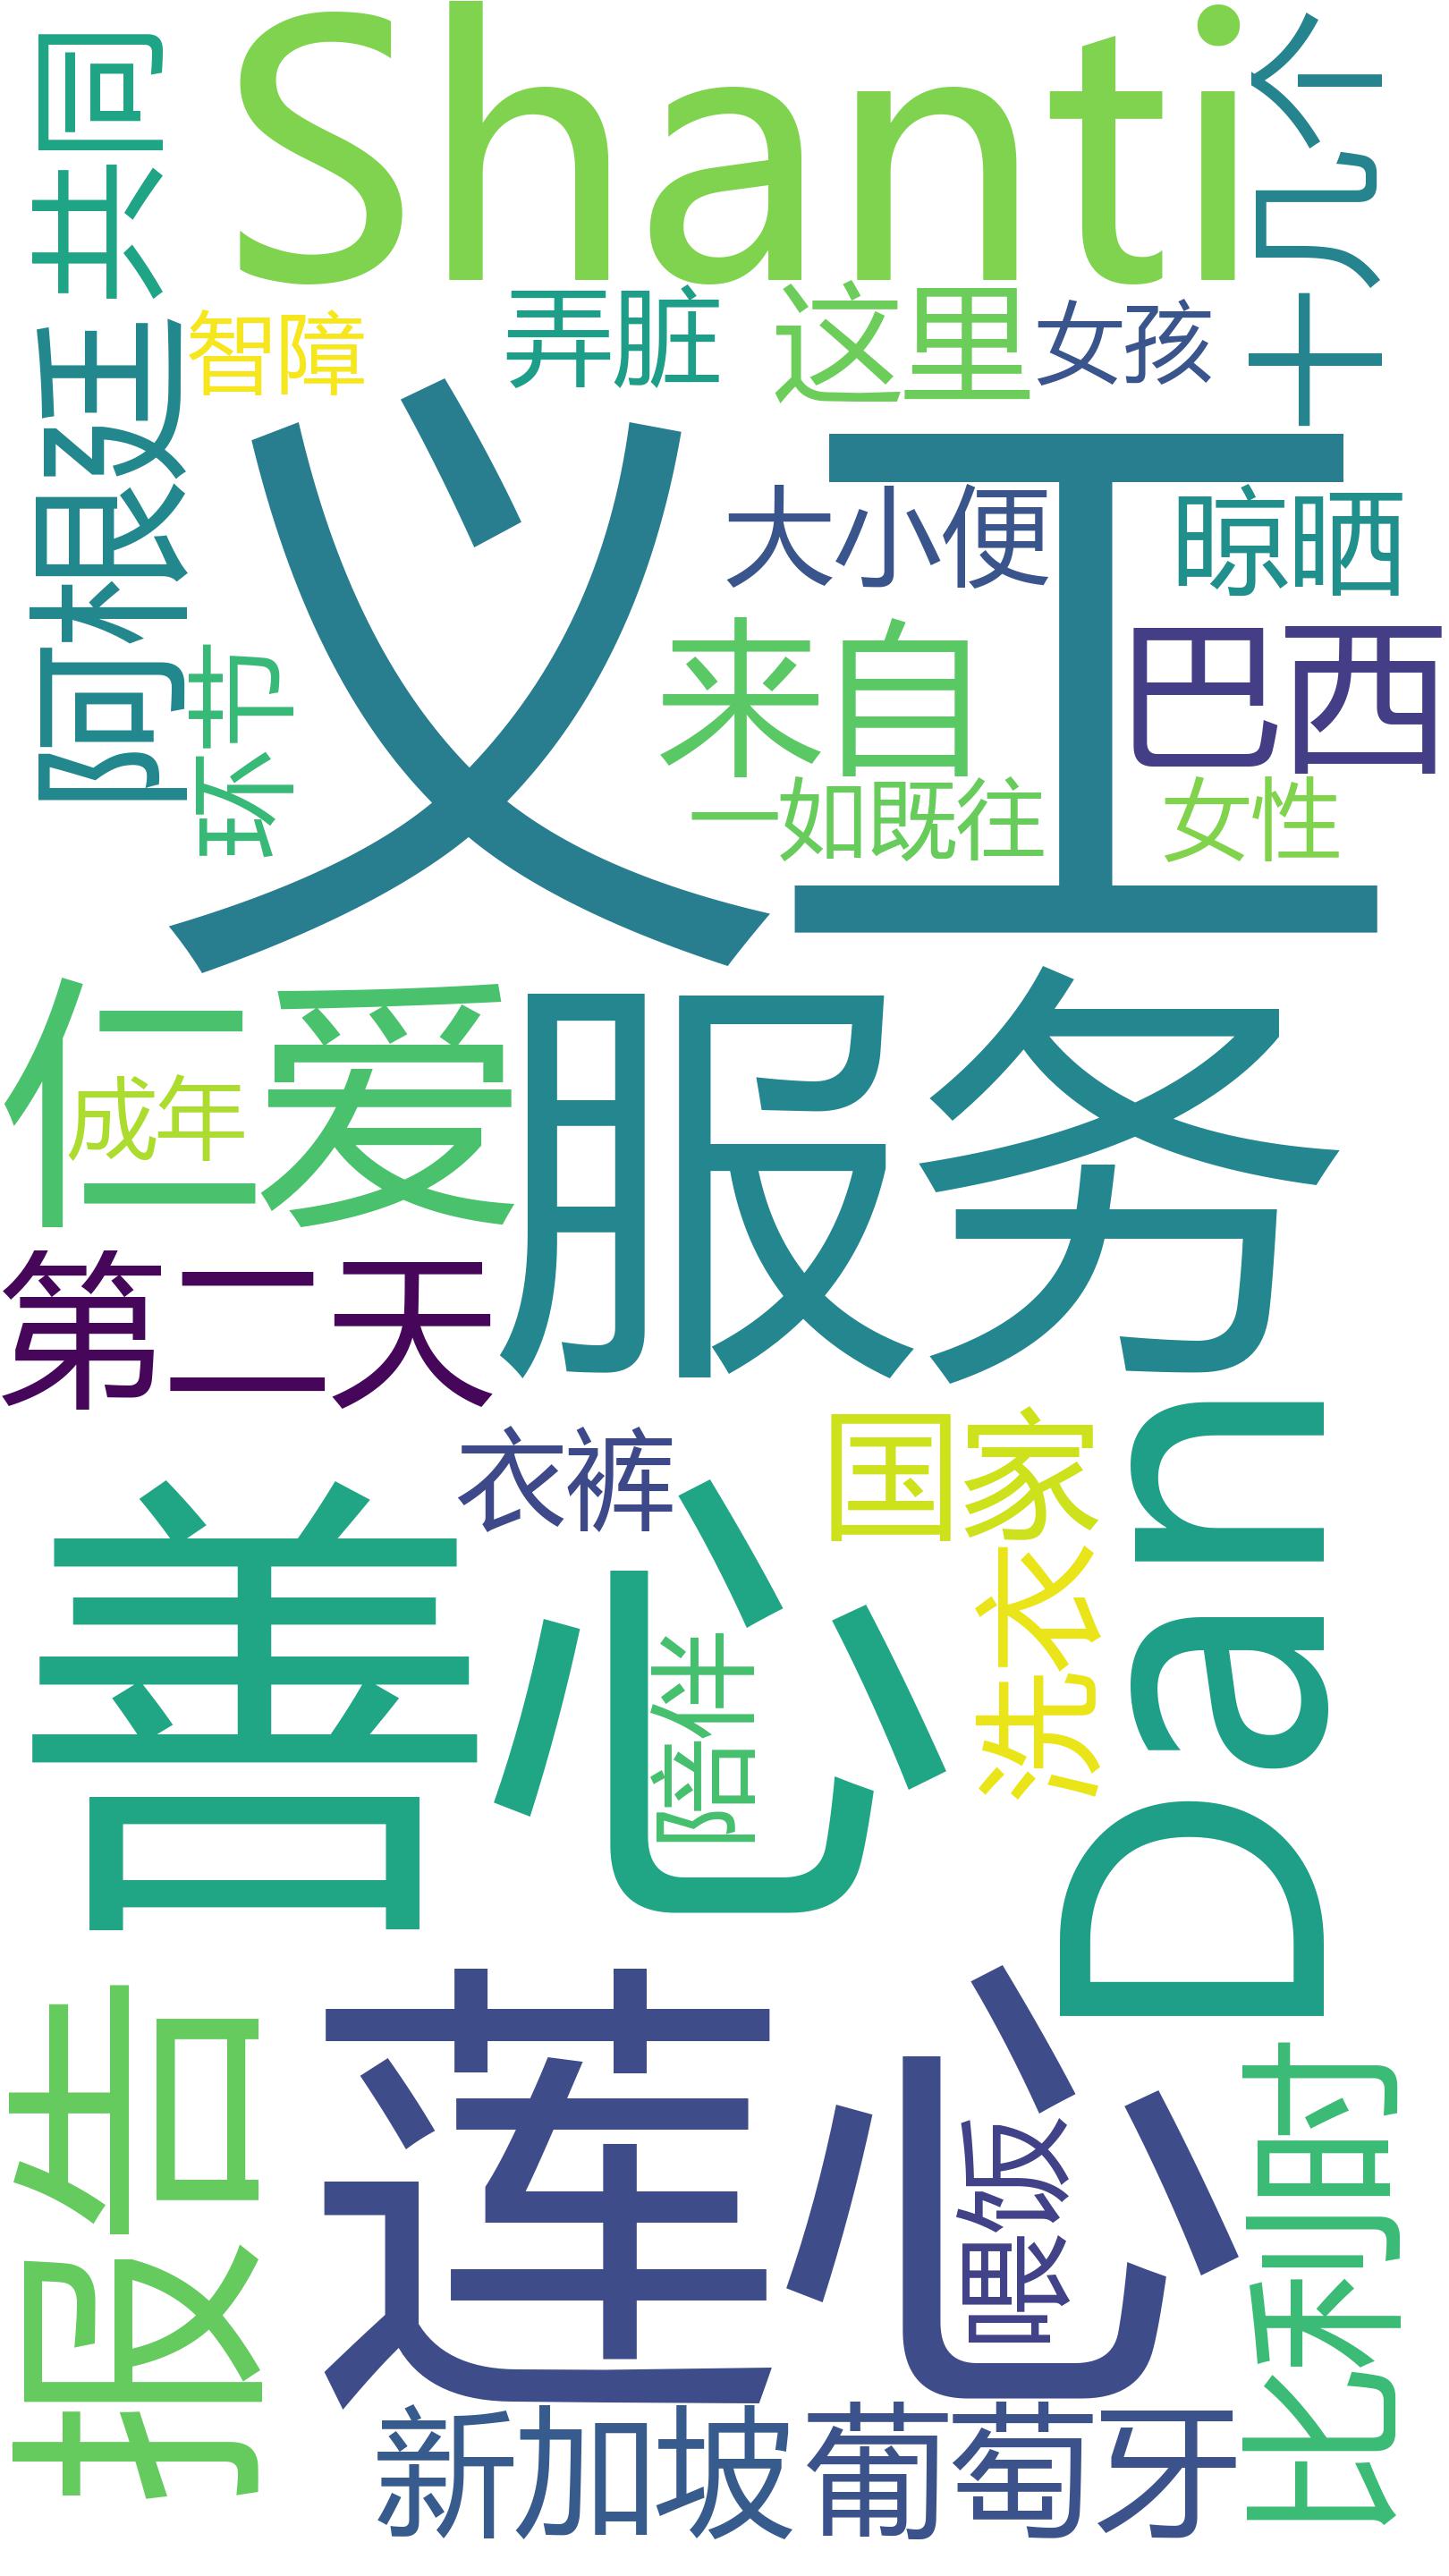 Shanti
共同
十几个
智障
弄脏
这里
女孩
阿根廷
义工
大小便
晾晒
来自
巴西
环节
一如既往
女性
仁爱
服务
成年
第二天
衣裤
国家
Dan
善心
洗衣
陪伴
莲心
报告
喂饭
比利时
新加坡
葡萄牙